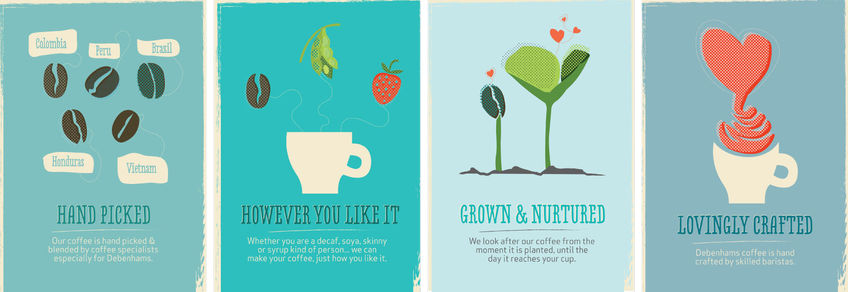 Colombia
Peru
Brasil
Honduras
Vietnam
HAND PICKED
Our coffee is hand picked &
blended by coffee specialists
especially for Debenhams.
HOWEVER YOU LIKE IT
Whether you are a decaf, soya, skinny
or syrup kind of person... we can
make your coffee, just how you like it.
GROWN & NURTURED
We look after our coffee from the
moment it is planted, until the
day it reaches your cup.
LOVINGLY CRAFTED
Debenhams coffee is hand
crafted by skilled baristas.